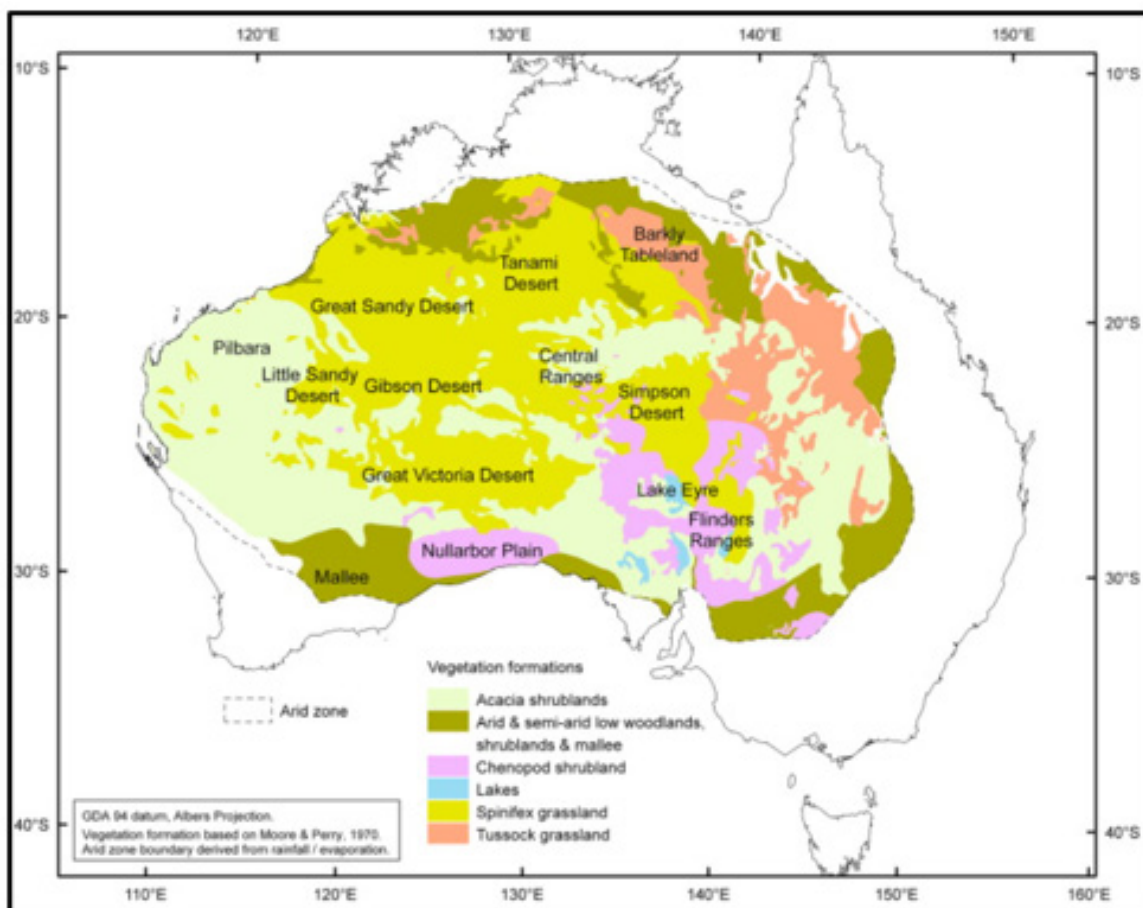 120°E 130°E 140°E 150°E
10°S 10°S
Barkly
Tableland
Tanami
Desert
Great Sandy Desert
20°S 20°S
Pilbara
Central
Ranges
Little Sandy
Desert
Gibson Desert
Simpson
Desert
Great Victoria Desert
Lake Eyre
Flinders
Ranges
Nullarbor Plain
30°S 30°S
Mallee
Vegetation formations
Acacia shrublands
Arid & semi-arid low woodlands,
shrublands & mallee
Chenopod shrubland
Lakes
Spinifex grassland
Tussock grassland
Arid zone
GDA 94 datum, Albers Projection.
Vegetation formation based on Moore & Perry, 1970.
Arid zone boundary derived from rainfall / evaporation.
40°S 40°S
110°E 120°E 130°E 140°E 150°E 160°E